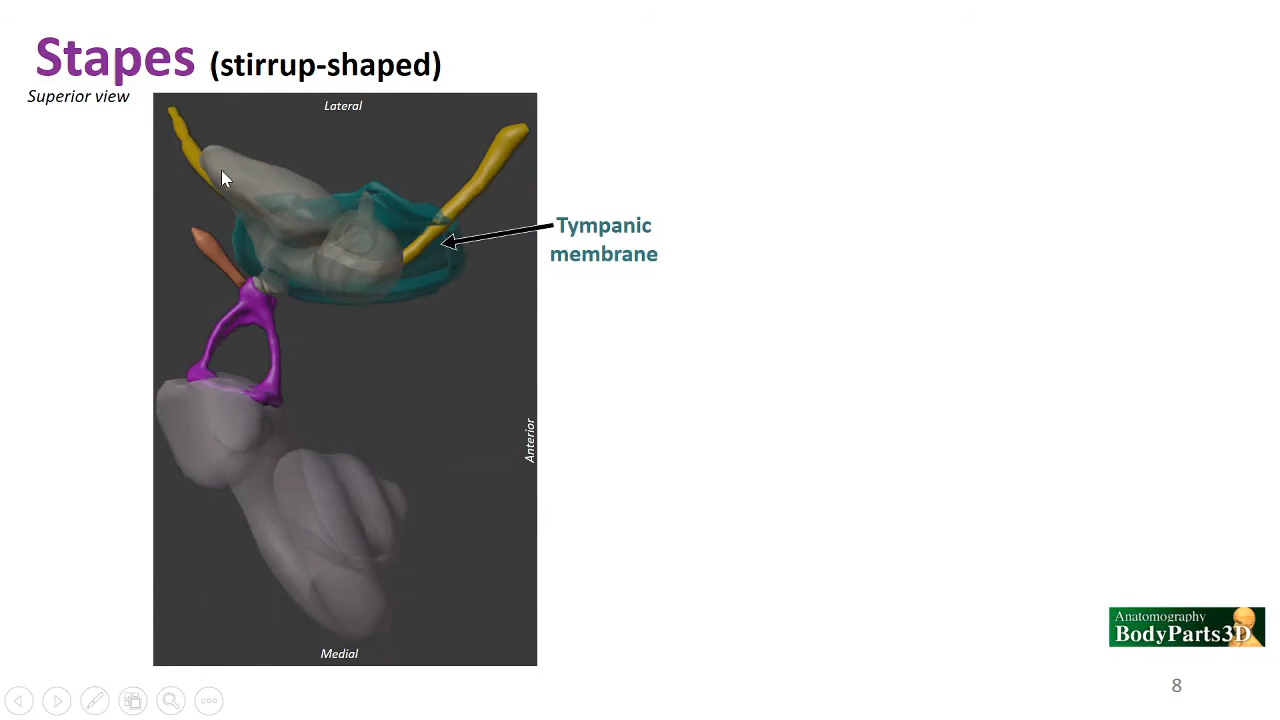 Stapes (stirrup-shaped)
Superior view
Lateral
Tympanic
membrane
Anterior
Medial
Anatomography
BodyParts3D
8